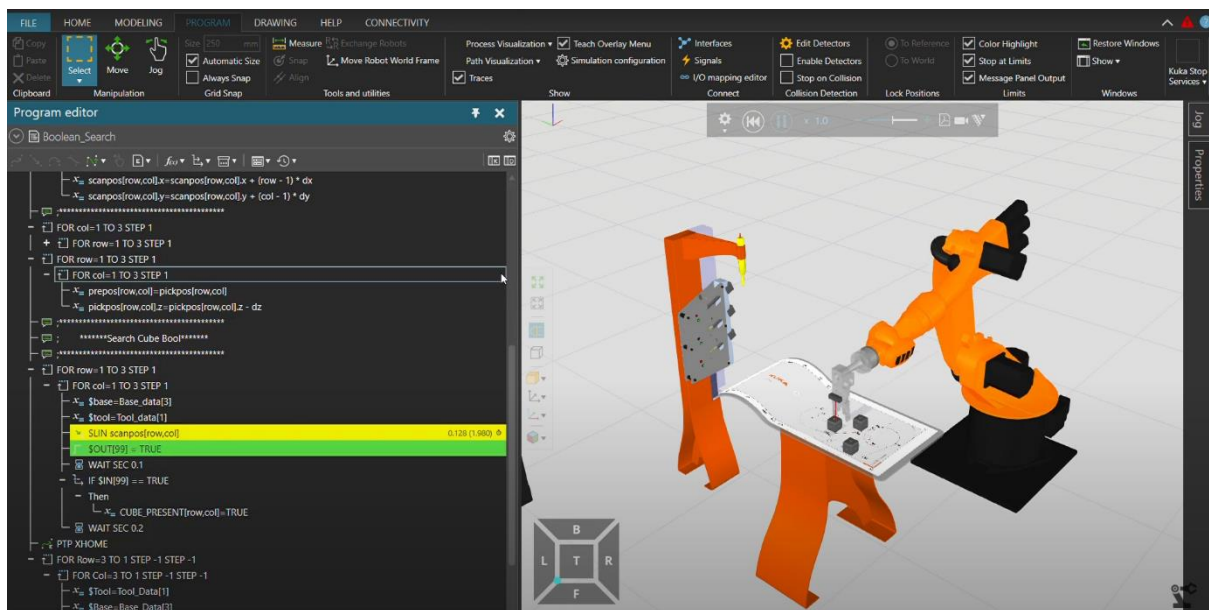 FILE HOME MODELING PROGRAM DRAWING HELP CONNECTIVITY
Copy
Paste
Delete
Clipboard
Select
Move
Jog
Manipulation
Size 250 mm
Automatic Size
Always Snap
Grid Snap
Measure
Snap
Align
Exchange Robots
Move Robot World Frame
Tools and utilities
Process Visualization
Path Visualization
Traces
Teach Overlay Menu
Simulation configuration
Show
Interfaces
Signals
I/O mapping editor
Connect
Edit Detectors
Enable Detectors
Stop on Collision
Collision Detection
To Reference
To World
Lock Positions
Color Highlight
Stop at Limits
Message Panel Output
Limits
Restore Windows
Show
Windows
Kuka Stop
Services
Program editor
Boolean_Search
scanpos[row,col].x=scanpos[row,col].x + (row - 1) * dx
scanpos[row,col].y=scanpos[row,col].y + (col - 1) * dy
FOR col=1 TO 3 STEP 1
FOR row=1 TO 3 STEP 1
FOR row=1 TO 3 STEP 1
FOR col=1 TO 3 STEP 1
prepos[row,col]=pickpos[row,col]
pickpos[row,col].z=pickpos[row,col].z - dz
; *******Search Cube Bool*******
FOR row=1 TO 3 STEP 1
FOR col=1 TO 3 STEP 1
$base=Base_data[3]
$tool=Tool_data[1]
SLIN scanpos[row,col] 0.128 (1.980)
$OUT[99] = TRUE
WAIT SEC 0.1
IF $IN[99] == TRUE
Then
CUBE_PRESENT[row,col]=TRUE
WAIT SEC 0.2
PTP XHOME
FOR Row=3 TO 1 STEP -1 STEP -1
FOR Col=3 TO 1 STEP -1 STEP -1
$Tool=Tool_Data[1]
$Base=Base_Data[3]
x 1.0
Jog
Properties
B
L T R
F